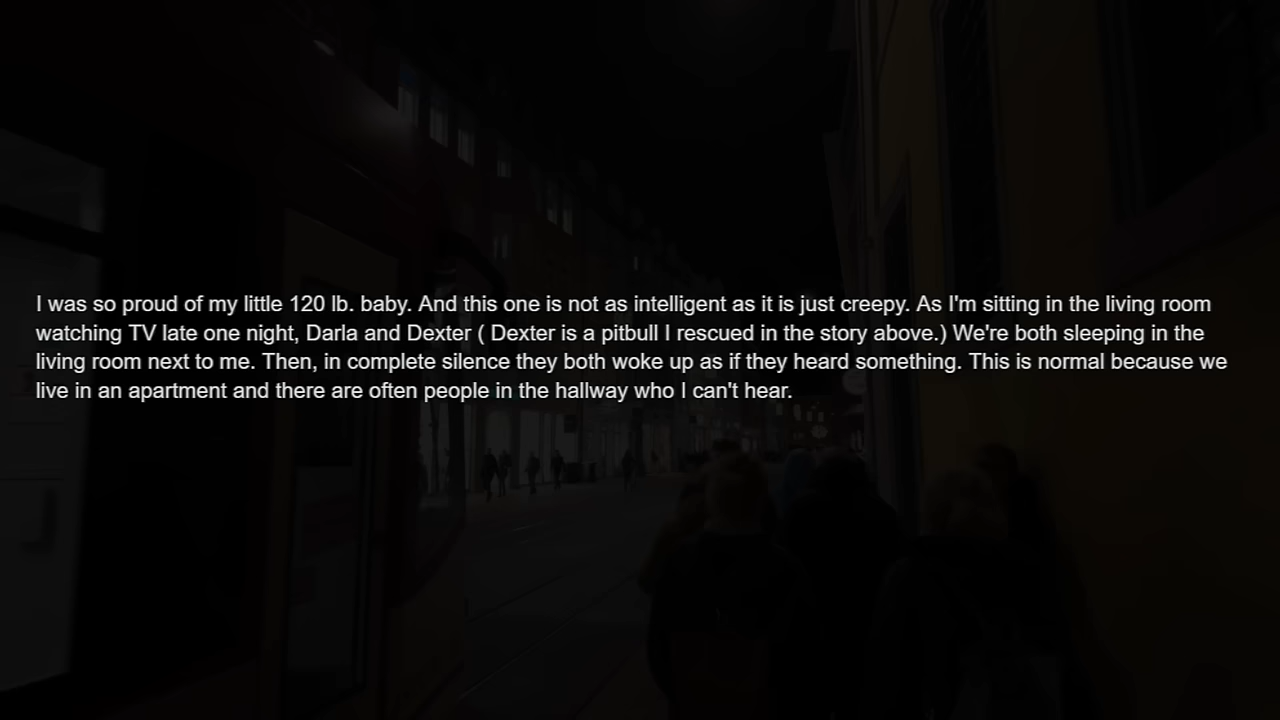 I was so proud of my little 120 lb. baby. And this one is not as intelligent as it is just creepy. As I'm sitting in the living room
watching TV late one night, Darla and Dexter ( Dexter is a pitbull I rescued in the story above.) We're both sleeping in the
living room next to me. Then, in complete silence they both woke up as if they heard something. This is normal because we
live in an apartment and there are often people in the hallway who I can't hear.